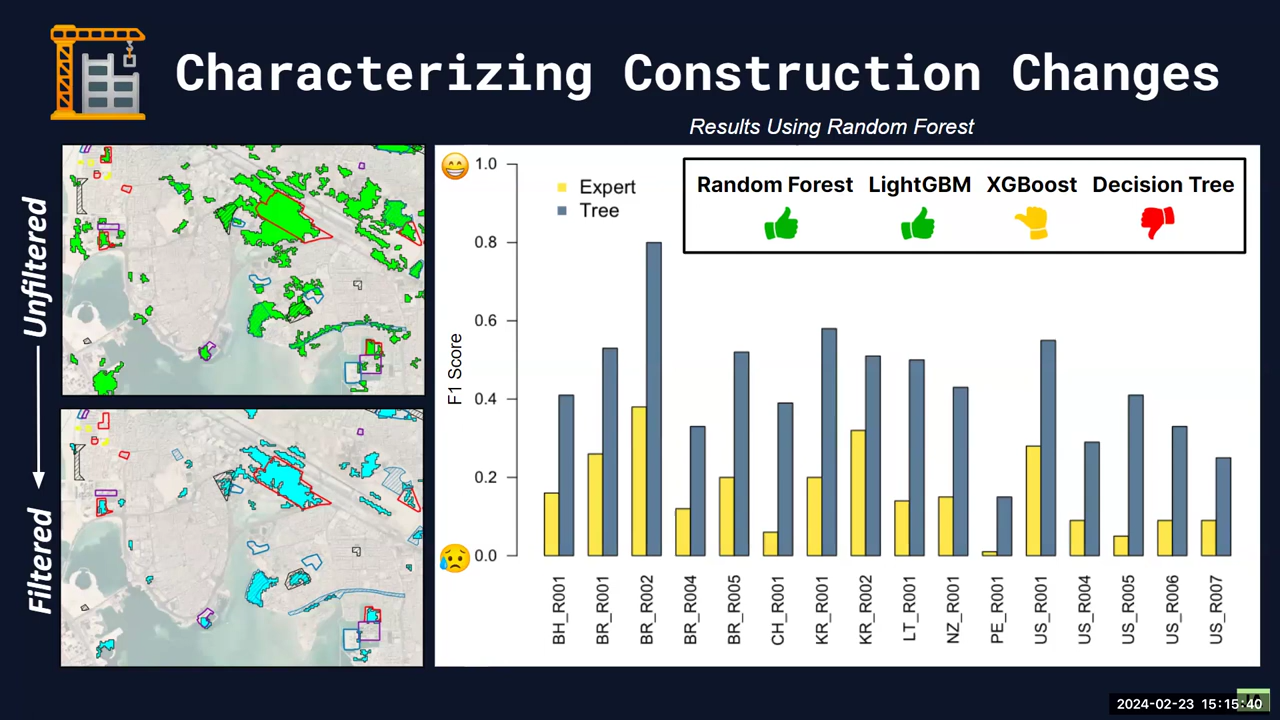 Characterizing Construction Changes
Results Using Random Forest
Unfiltered
Filtered
1.0
0.8
0.6
0.4
0.2
0.0
F1 Score
Expert
Tree
Random Forest LightGBM XGBoost Decision Tree
BH_R001
BR_R001
BR_R002
BR_R004
BR_R005
CH_R001
KR_R001
KR_R002
LT_R001
NZ_R001
PE_R001
US_R001
US_R004
US_R005
US_R006
US_R007
2024-02-23 15:15:40